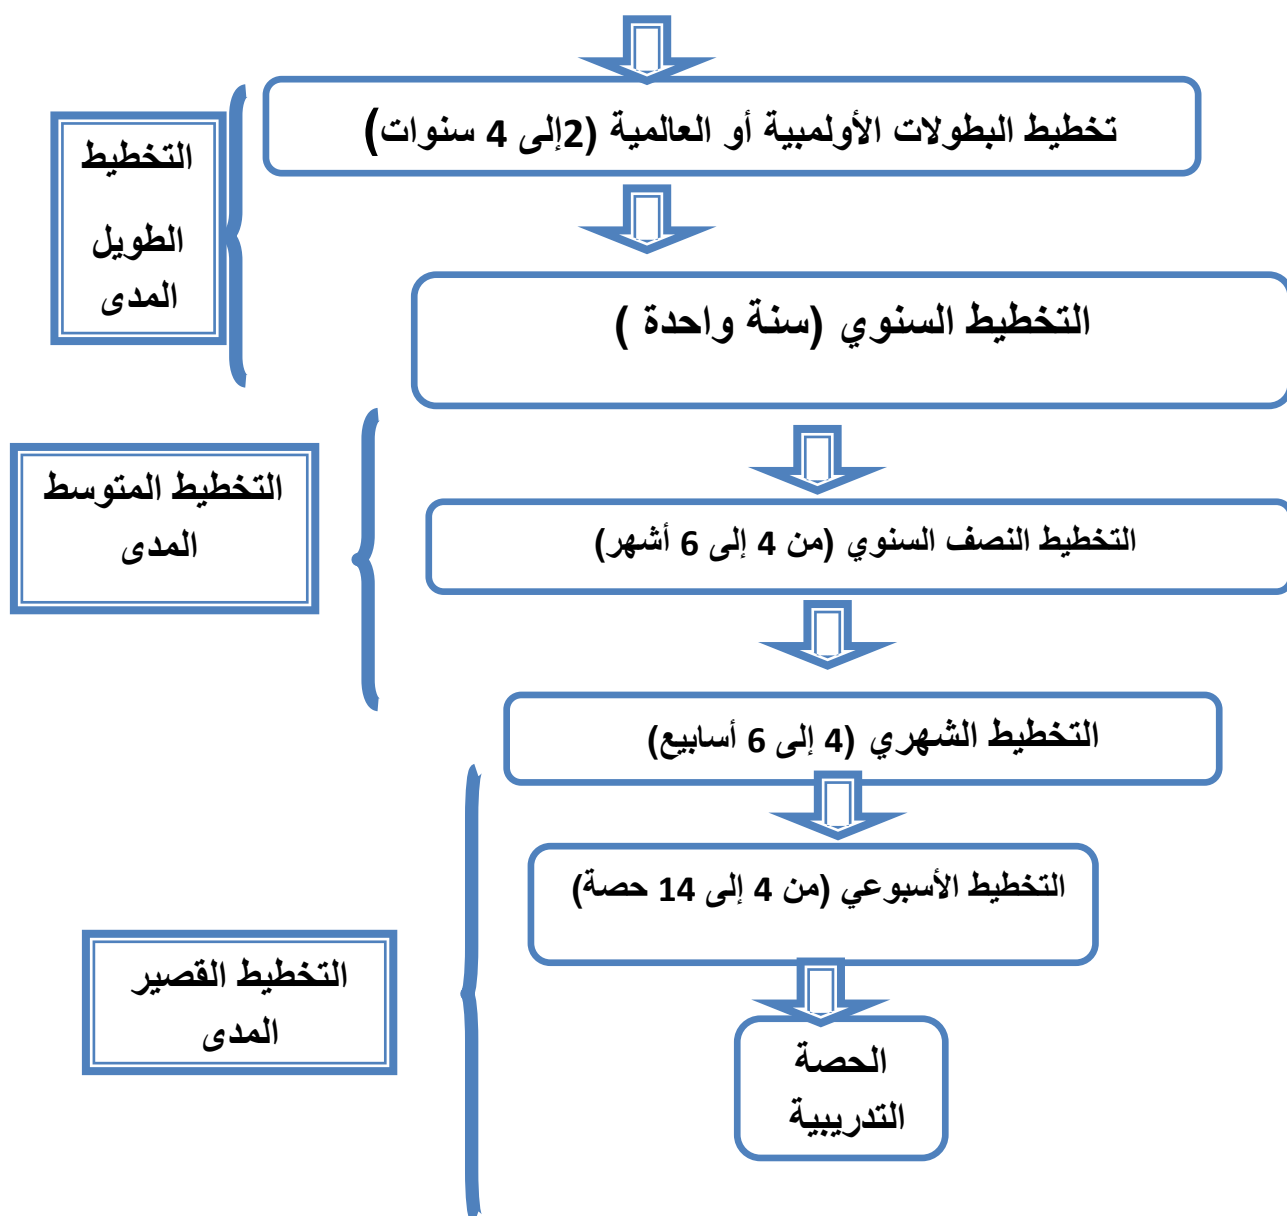 تخطيط البطولات الأولمبية أو العالمية (2إلى 4 سنوات)
التخطيط
الطويل
المدى
التخطيط السنوي (سنة واحدة )
التخطيط المتوسط
المدى
التخطيط النصف السنوي (من 4 إلى 6 أشهر)
التخطيط الشهري (4 إلى 6 أسابيع)
التخطيط الأسبوعي (من 4 إلى 14 حصة)
التخطيط القصير
المدى
الحصة
التدريبية